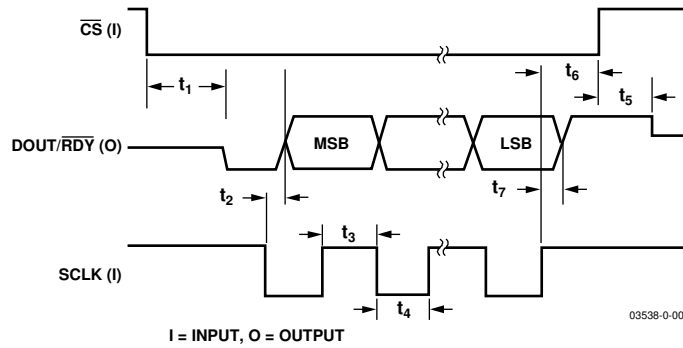 CS (I)
t1
t6
t5
DOUT/RDY (O)
MSB
LSB
t2
t7
t3
SCLK (I)
t4
03538-0-00
I = INPUT, O = OUTPUT